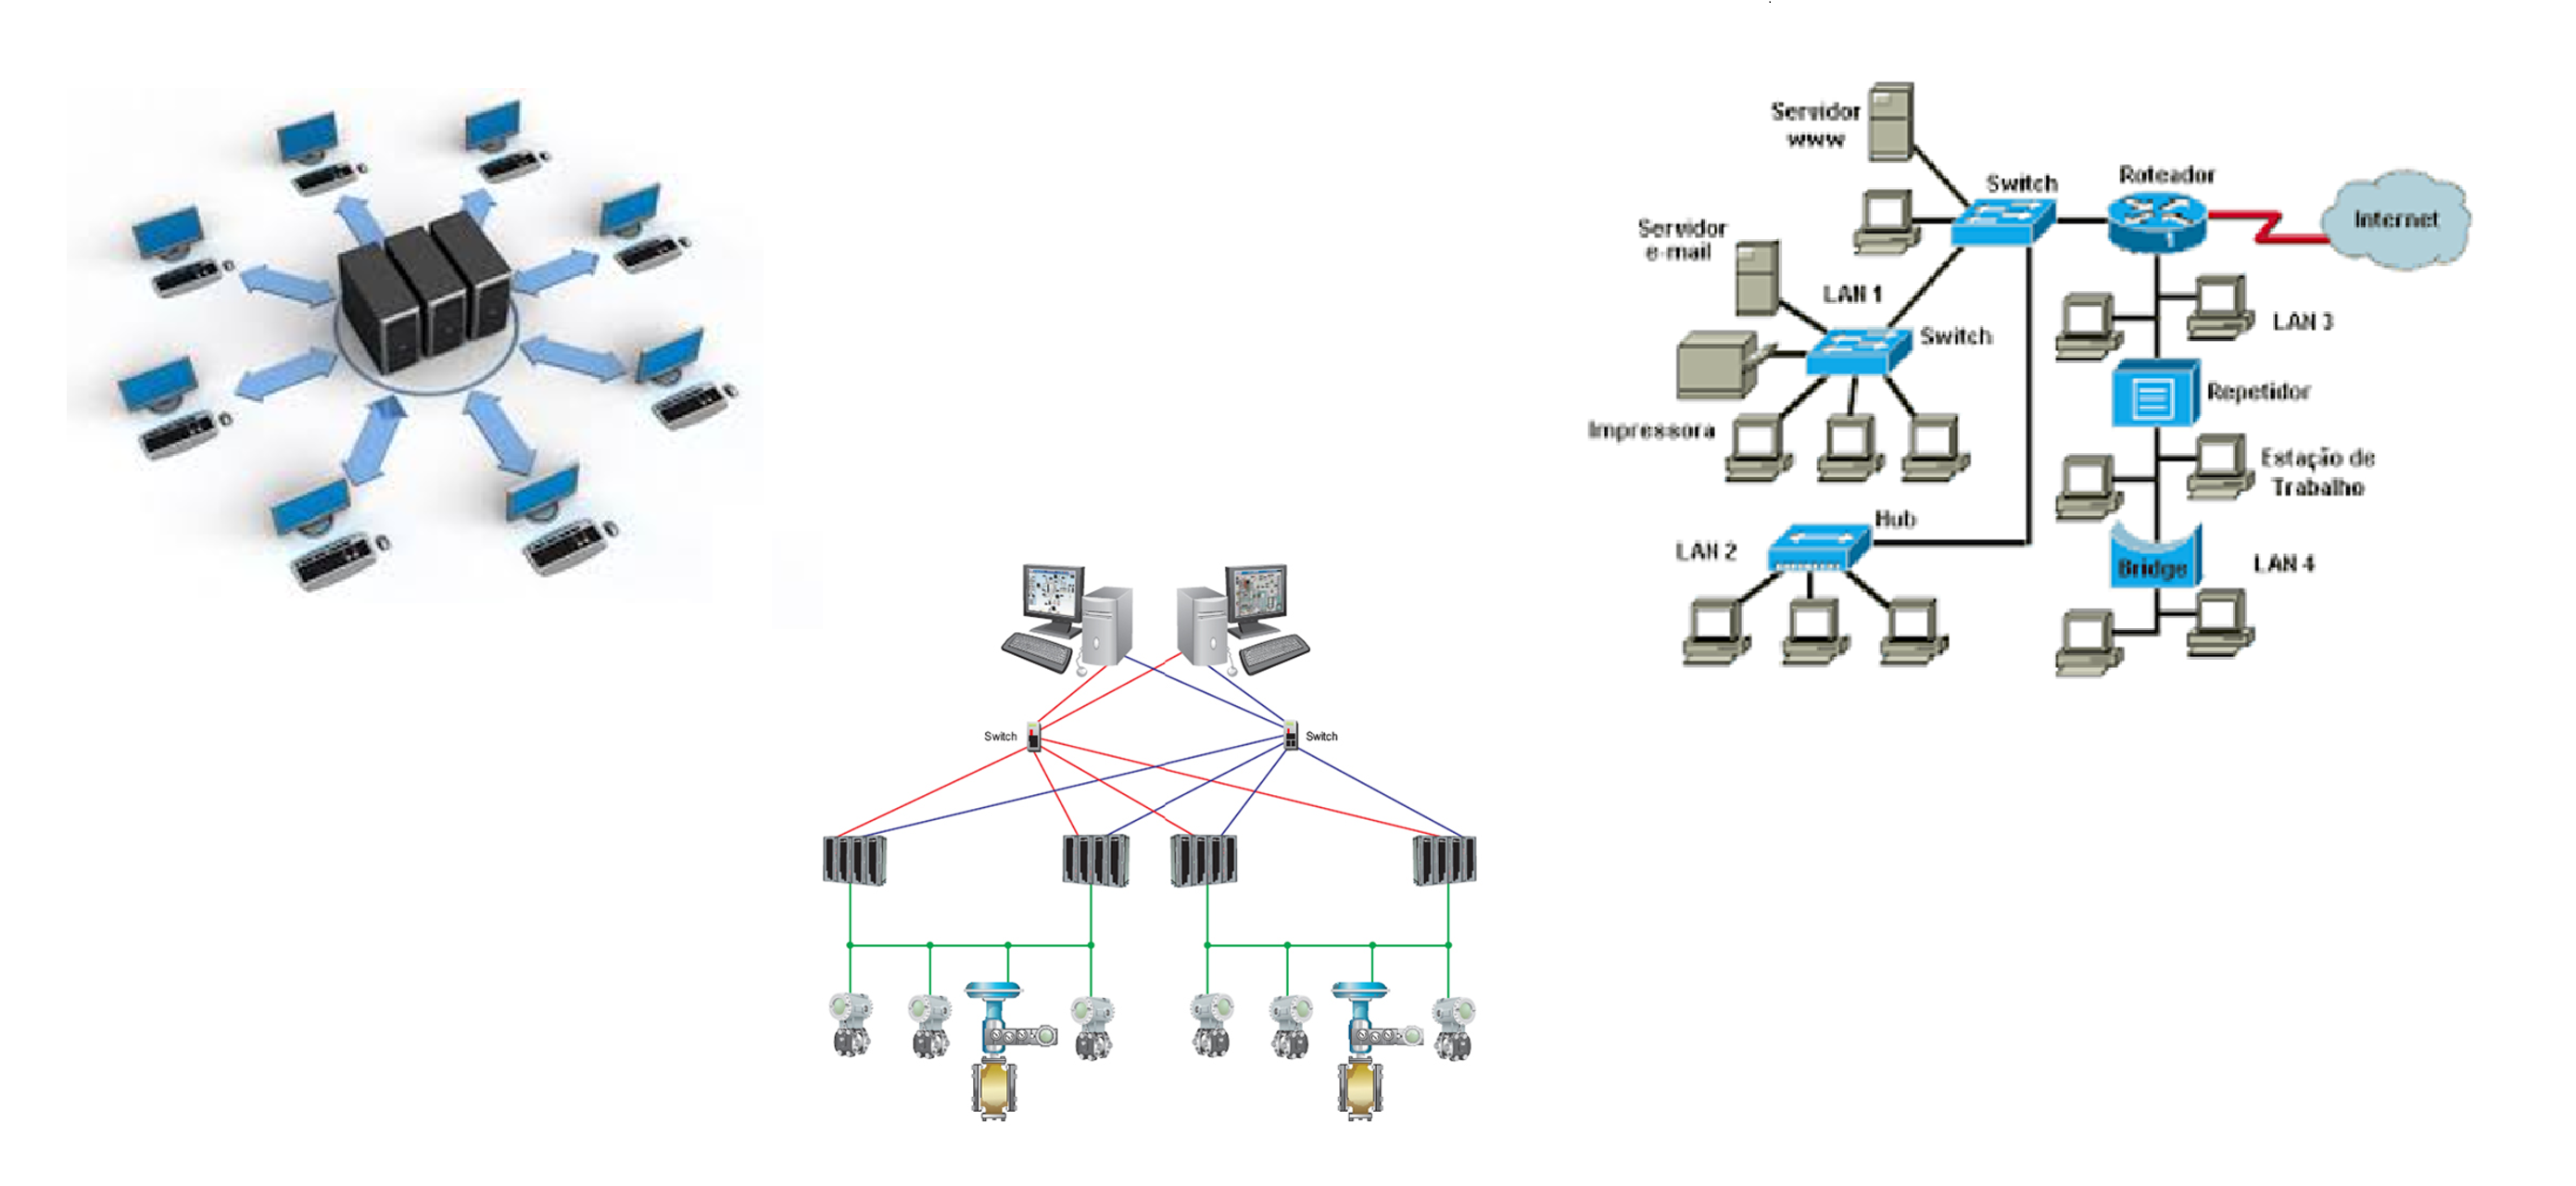 Servidor
www
Switch
Roteador
Internet
Servidor
e-mail
LAN 1
Switch
LAN 3
Repetidor
Impressora
Estação de
Trabalho
Hub
LAN 2
Bridge
LAN 4
Switch
Switch